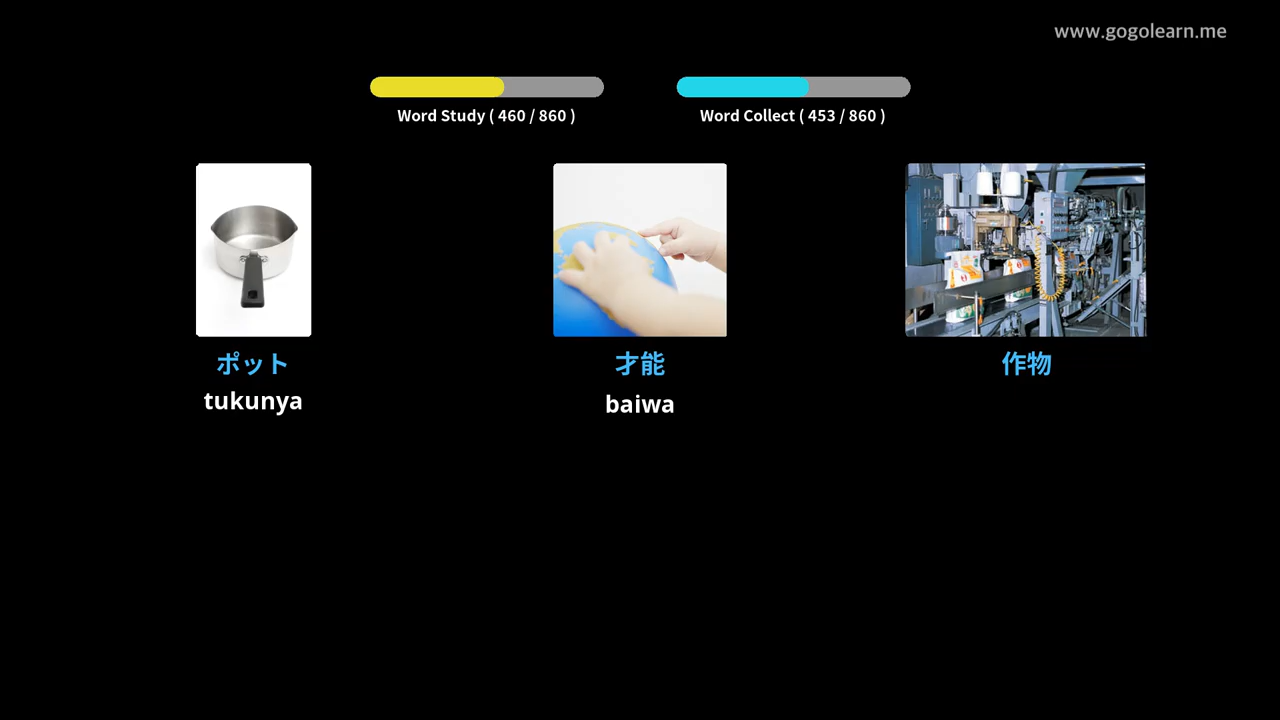 www.gogolearn.me
Word Study ( 460 / 860 )
Word Collect ( 453 / 860 )
ポット
tukunya
才能
baiwa
作物